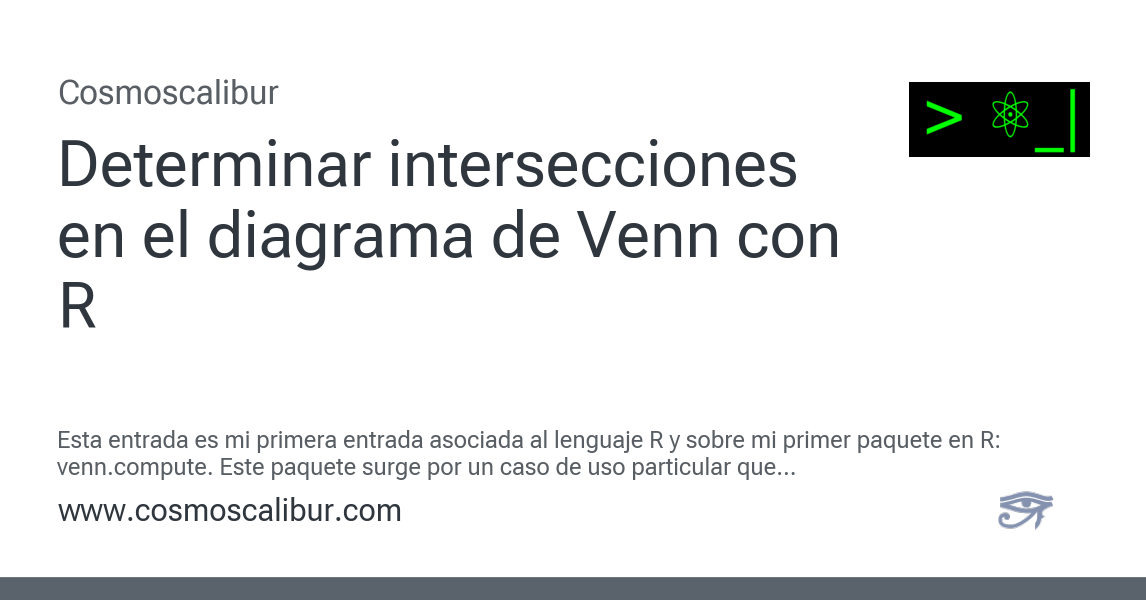 Cosmoscalibur
Determinar intersecciones
en el diagrama de Venn con
R
> _|
Esta entrada es mi primera entrada asociada al lenguaje R y sobre mi primer paquete en R:
venn.compute. Este paquete surge por un caso de uso particular que...
www.cosmoscalibur.com